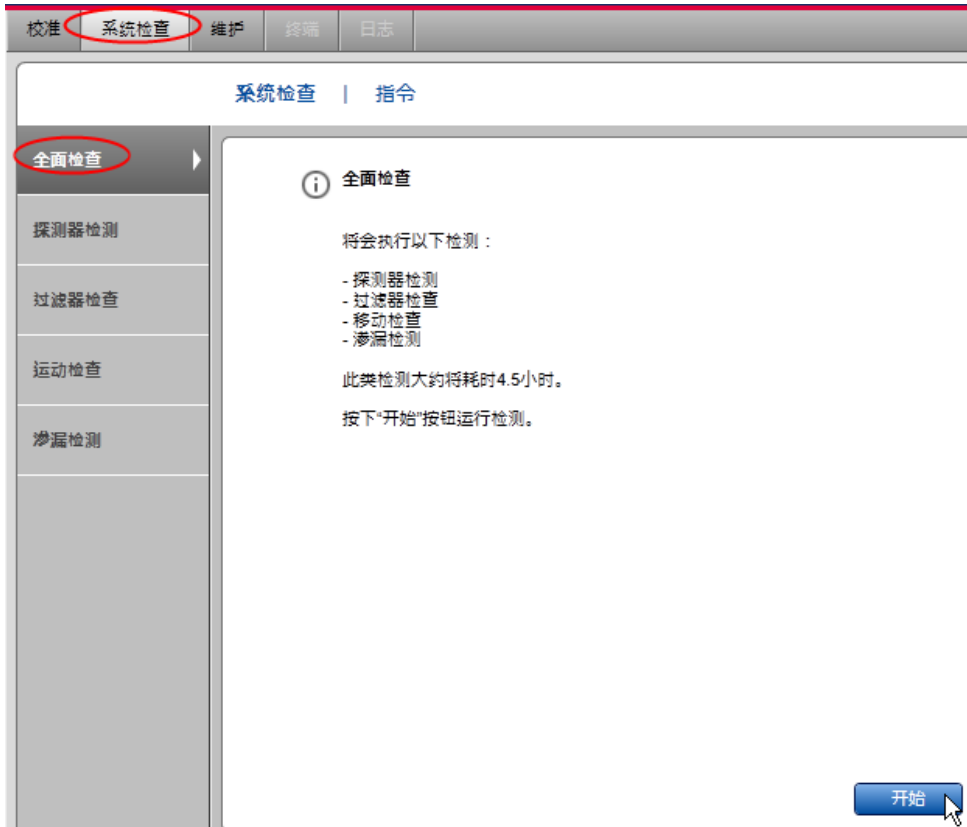 校准 系统检查 维护 终端 日志
系统检查 | 指令
全面检查
探测器检测
过滤器检查
运动检查
渗漏检测
全面检查
将会执行以下检测：
- 探测器检测
- 过滤器检查
- 移动检查
- 渗漏检测
此类检测大约将耗时4.5小时。
按下“开始”按钮运行检测。
开始